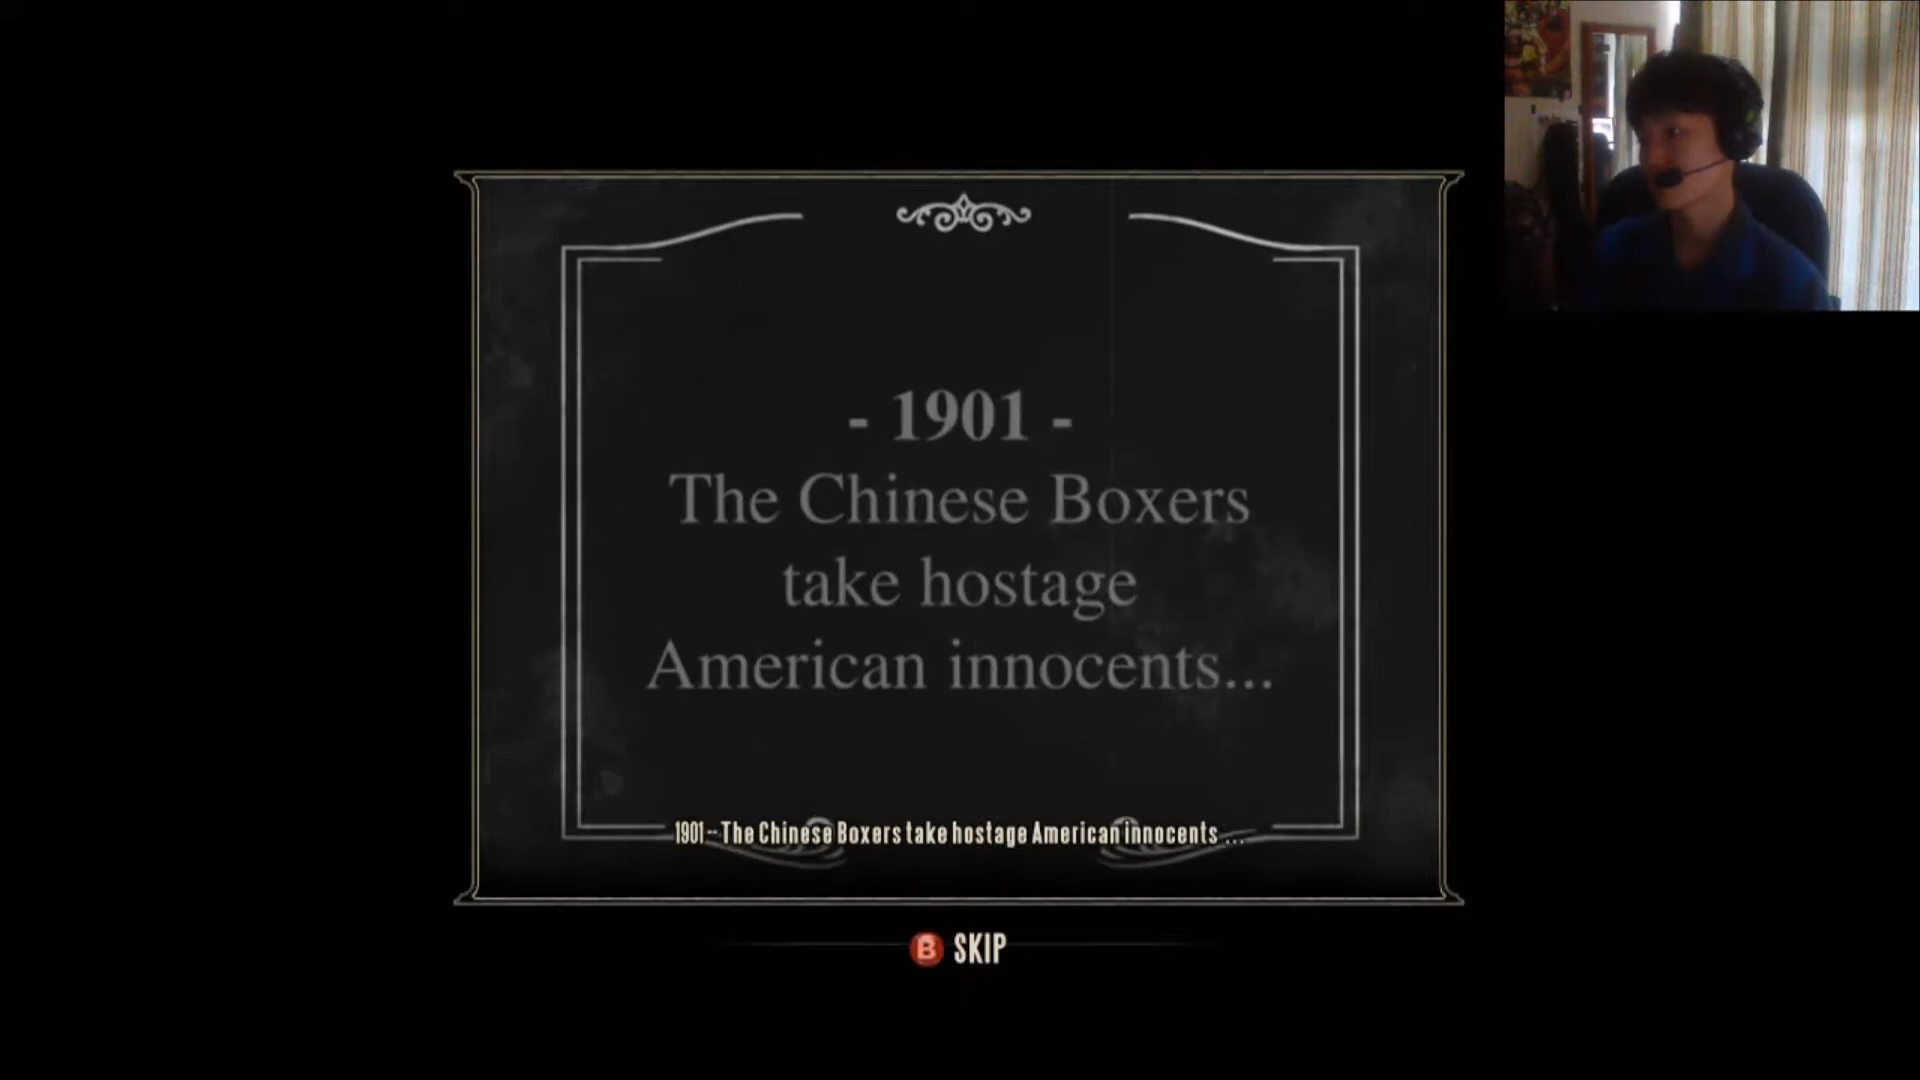 - 1901 -
The Chinese Boxers
take hostage
American innocents...
1901 -- The Chinese Boxers take hostage American innocents ...
B SKIP